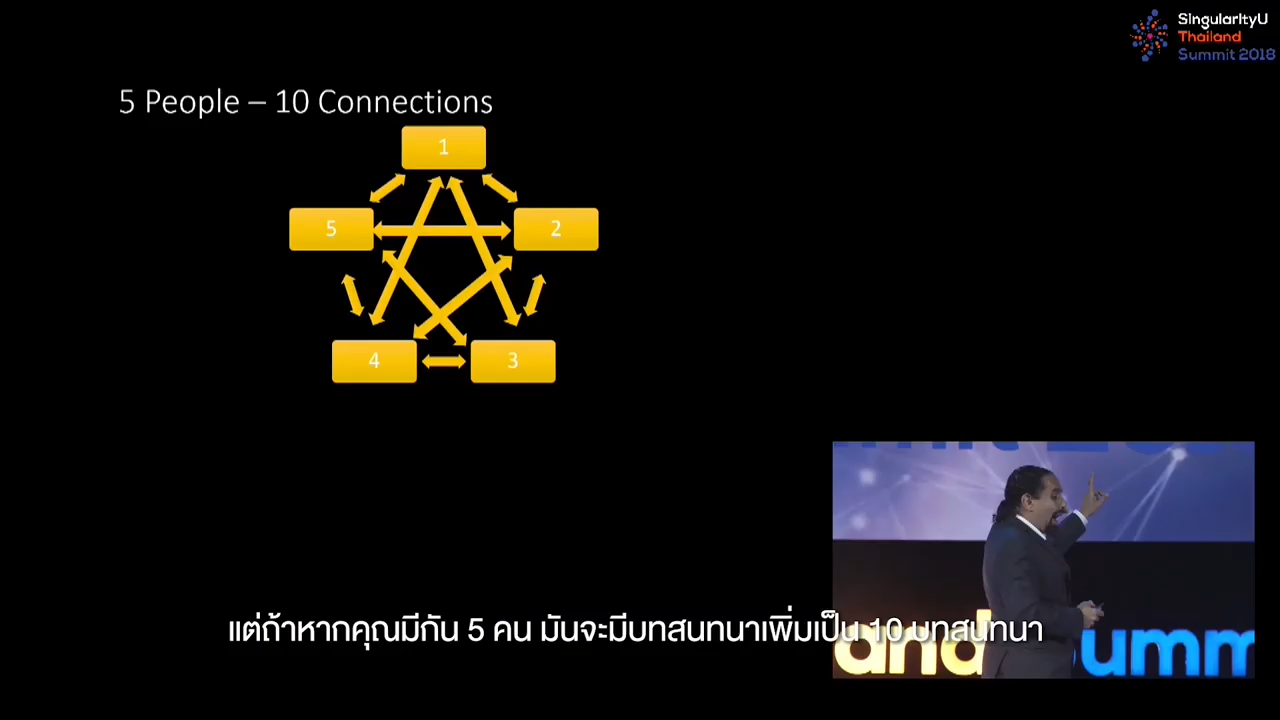 SingularityU
Thailand
Summit 2018
5 People – 10 Connections
1
5
2
4
3
แต่ถ้าหากคุณมีกัน 5 คน มันจะมีบทสนทนาเพิ่มเป็น 10 บทสนทนา
and
umm